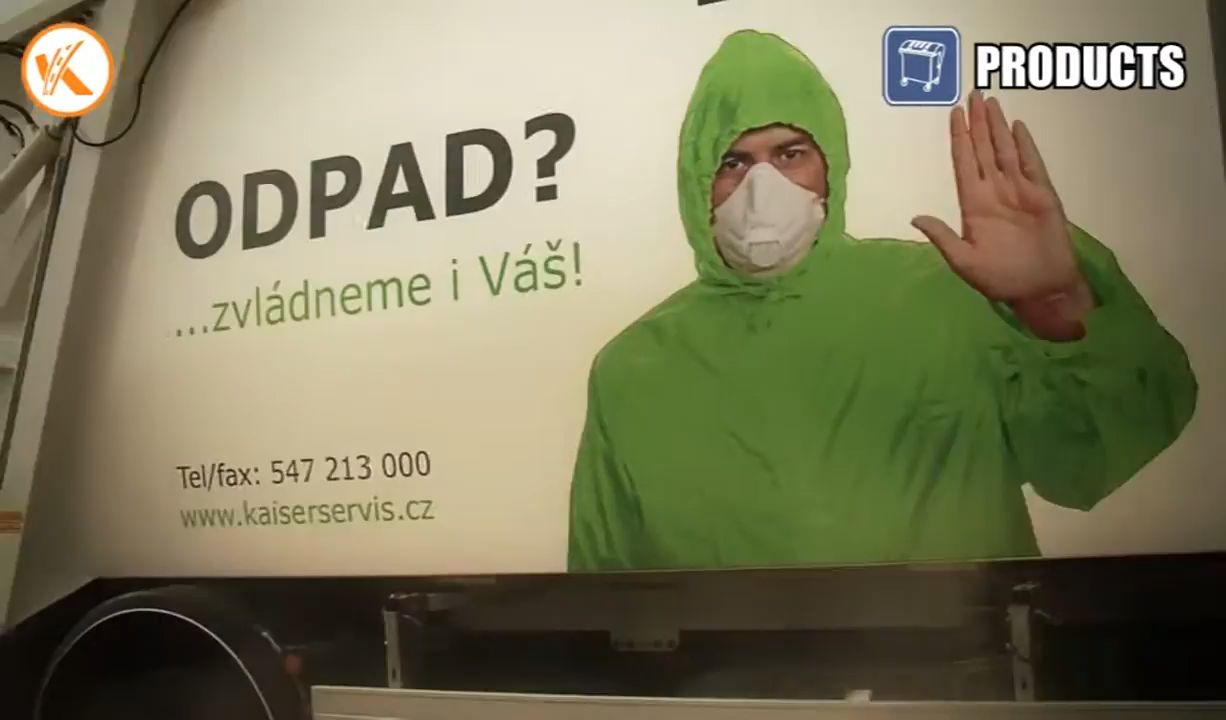 PRODUCTS
ODPAD?
...zvládneme i Váš!
Tel/fax: 547 213 000
www.kaiserservis.cz